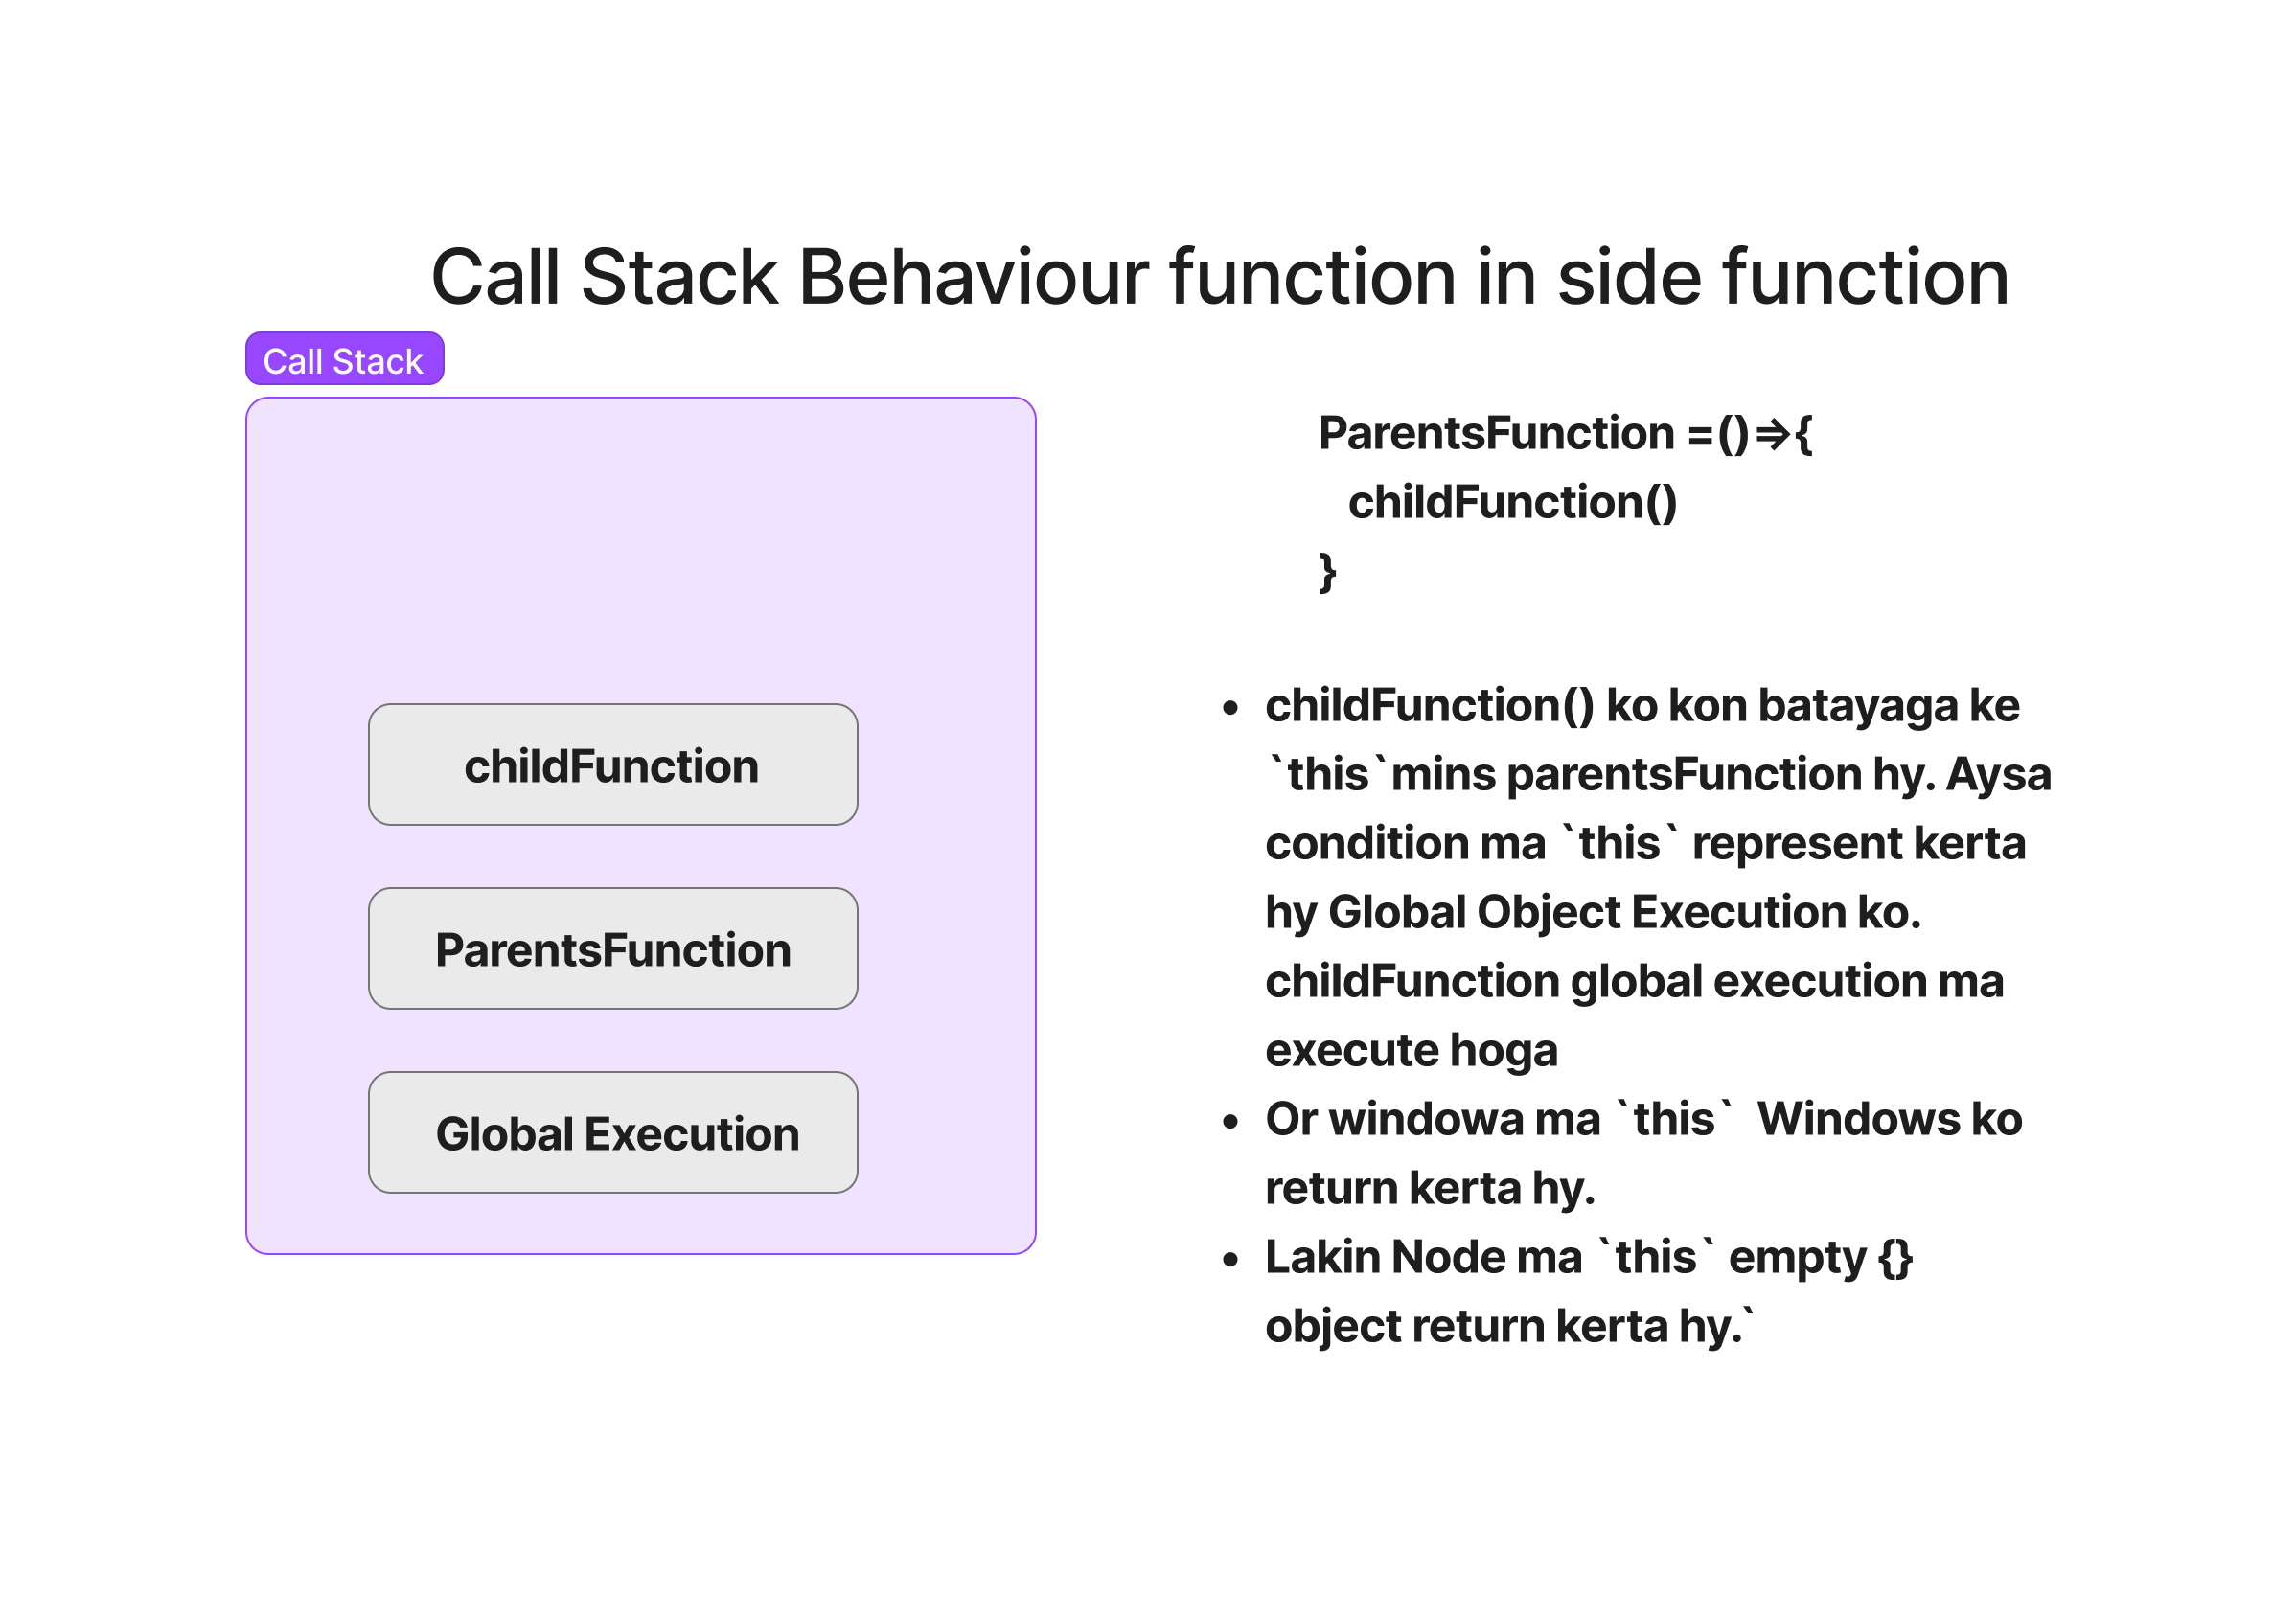 Call Stack Behaviour function in side function
Call Stack
childFunction
ParentsFunction
Global Execution
ParentsFunction =()=>{
childFunction()
}
• childFunction() ko kon batayaga ke
`this`mins parentsFunction hy. Aysa
condition ma `this` represent kerta
hy Global Object Execution ko.
childFunction global execution ma
execute hoga
• Or windowa ma `this`  Windows ko
return kerta hy.
• Lakin Node ma `this` empty {}
object return kerta hy.`